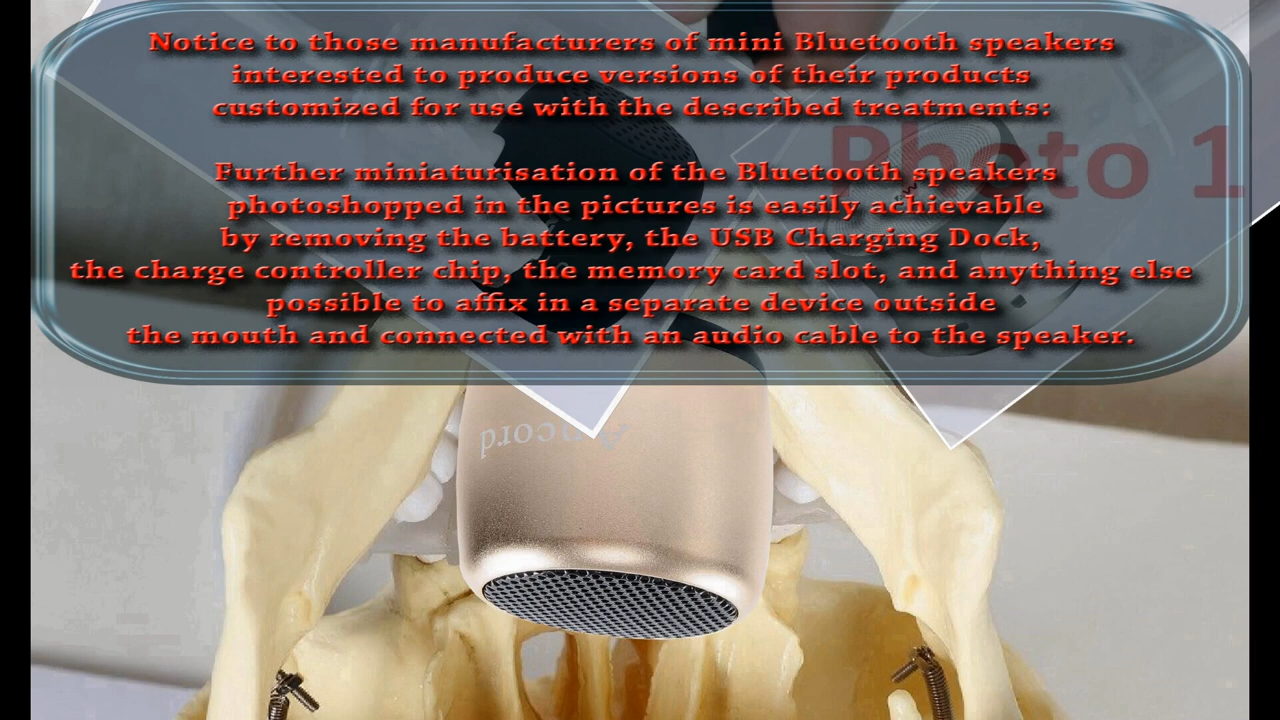 Notice to those manufacturers of mini Bluetooth speakers
interested to produce versions of their products
customized for use with the described treatments:
Photo 1
Further miniaturisation of the Bluetooth speakers
photoshopped in the pictures is easily achievable
by removing the battery, the USB Charging Dock,
the charge controller chip, the memory card slot, and anything else
possible to affix in a separate device outside
the mouth and connected with an audio cable to the speaker.